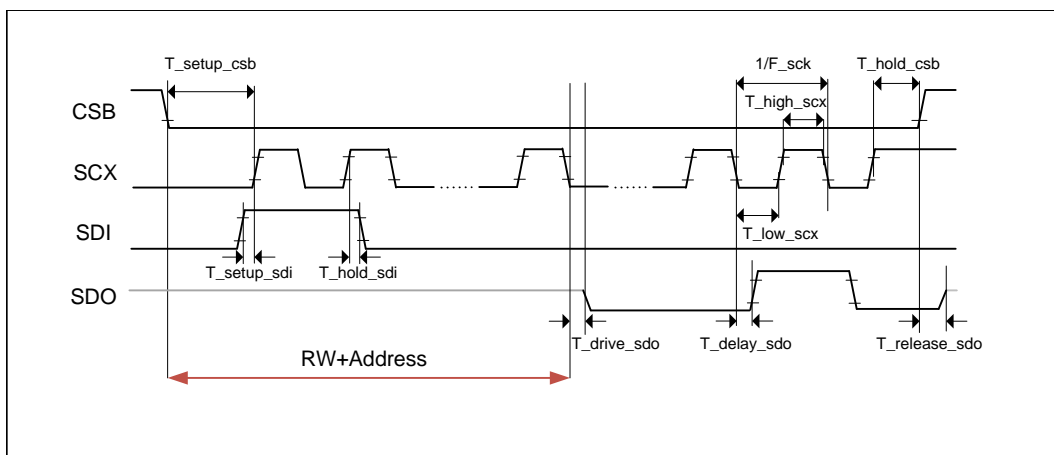 T_setup_csb
1/F_sck
T_hold_csb
T_high_scx
CSB
SCX
...... ......
SDI
T_low_scx
T_setup_sdi
T_hold_sdi
SDO
T_drive_sdo
T_delay_sdo
T_release_sdo
RW+Address